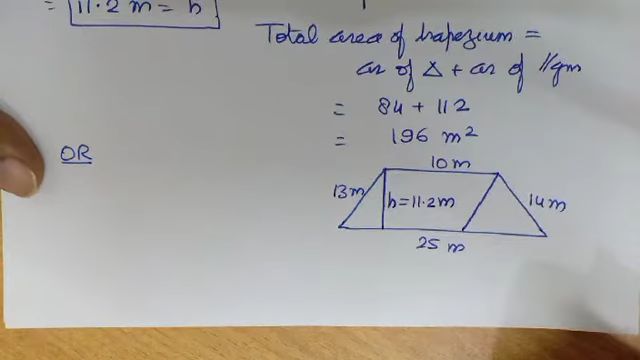 = 11.2 m = h
Total area of trapezium =
ar of △ + ar of //gm
= 84 + 112
= 196 m²
OR
10 m
13 m
h = 11.2 m
14 m
25 m